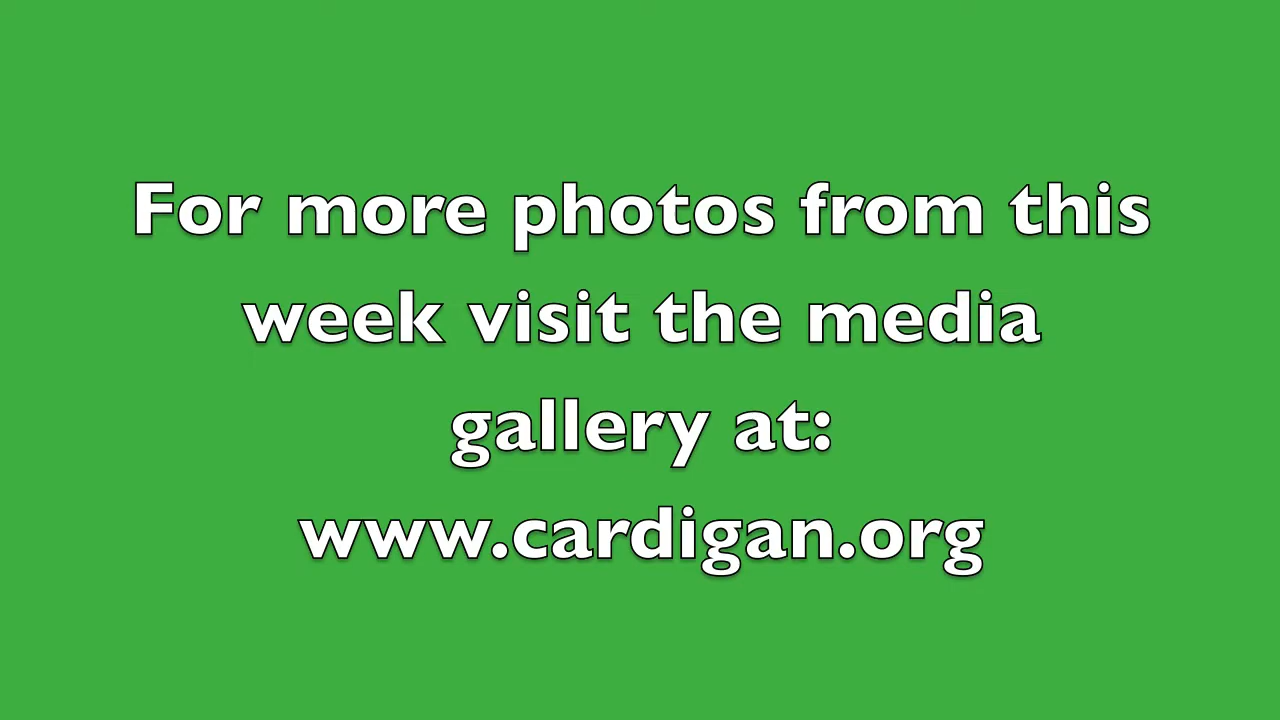 For more photos from this
week visit the media
gallery at:
www.cardigan.org